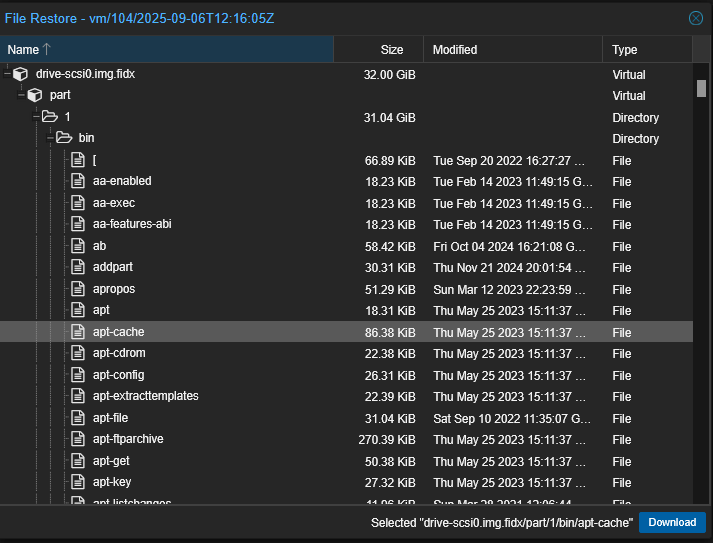 File Restore - vm/104/2025-09-06T12:16:05Z
Name Size Modified Type
drive-scsi0.img.fidx 32.00 GiB Virtual
part Virtual
1 31.04 GiB Directory
bin Directory
[ 66.89 KiB Tue Sep 20 2022 16:27:27 ... File
aa-enabled 18.23 KiB Tue Feb 14 2023 11:49:15 G... File
aa-exec 18.23 KiB Tue Feb 14 2023 11:49:15 G... File
aa-features-abi 18.23 KiB Tue Feb 14 2023 11:49:15 G... File
ab 58.42 KiB Fri Oct 04 2024 16:21:08 G... File
addpart 30.31 KiB Thu Nov 21 2024 20:01:54 ... File
apropos 51.29 KiB Sun Mar 12 2023 22:23:59 ... File
apt 18.31 KiB Thu May 25 2023 15:11:37 ... File
apt-cache 86.38 KiB Thu May 25 2023 15:11:37 ... File
apt-cdrom 22.38 KiB Thu May 25 2023 15:11:37 ... File
apt-config 26.31 KiB Thu May 25 2023 15:11:37 ... File
apt-extracttemplates 22.39 KiB Thu May 25 2023 15:11:37 ... File
apt-file 31.04 KiB Sat Sep 10 2022 11:35:07 G... File
apt-ftparchive 270.39 KiB Thu May 25 2023 15:11:37 ... File
apt-get 50.38 KiB Thu May 25 2023 15:11:37 ... File
apt-key 27.32 KiB Thu May 25 2023 15:11:37 ... File
apt-listchanges KiB Sun Mar 28 2021 File
Selected "drive-scsi0.img.fidx/part/1/bin/apt-cache" Download